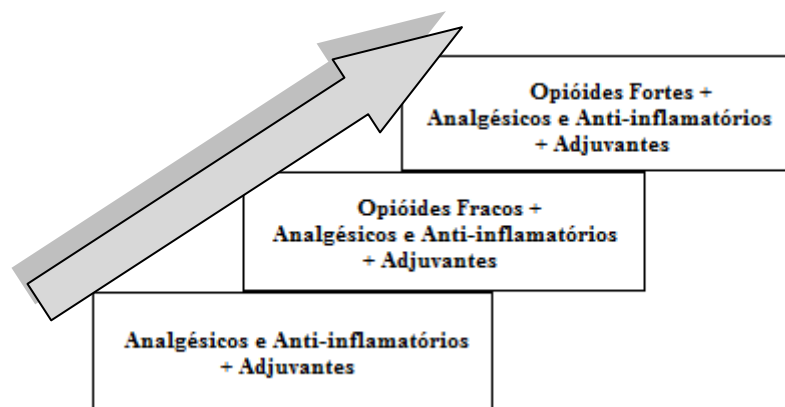 Opióides Fortes +
Analgésicos e Anti-inflamatórios
+ Adjuvantes
Opióides Fracos +
Analgésicos e Anti-inflamatórios
+ Adjuvantes
Analgésicos e Anti-inflamatórios
+ Adjuvantes